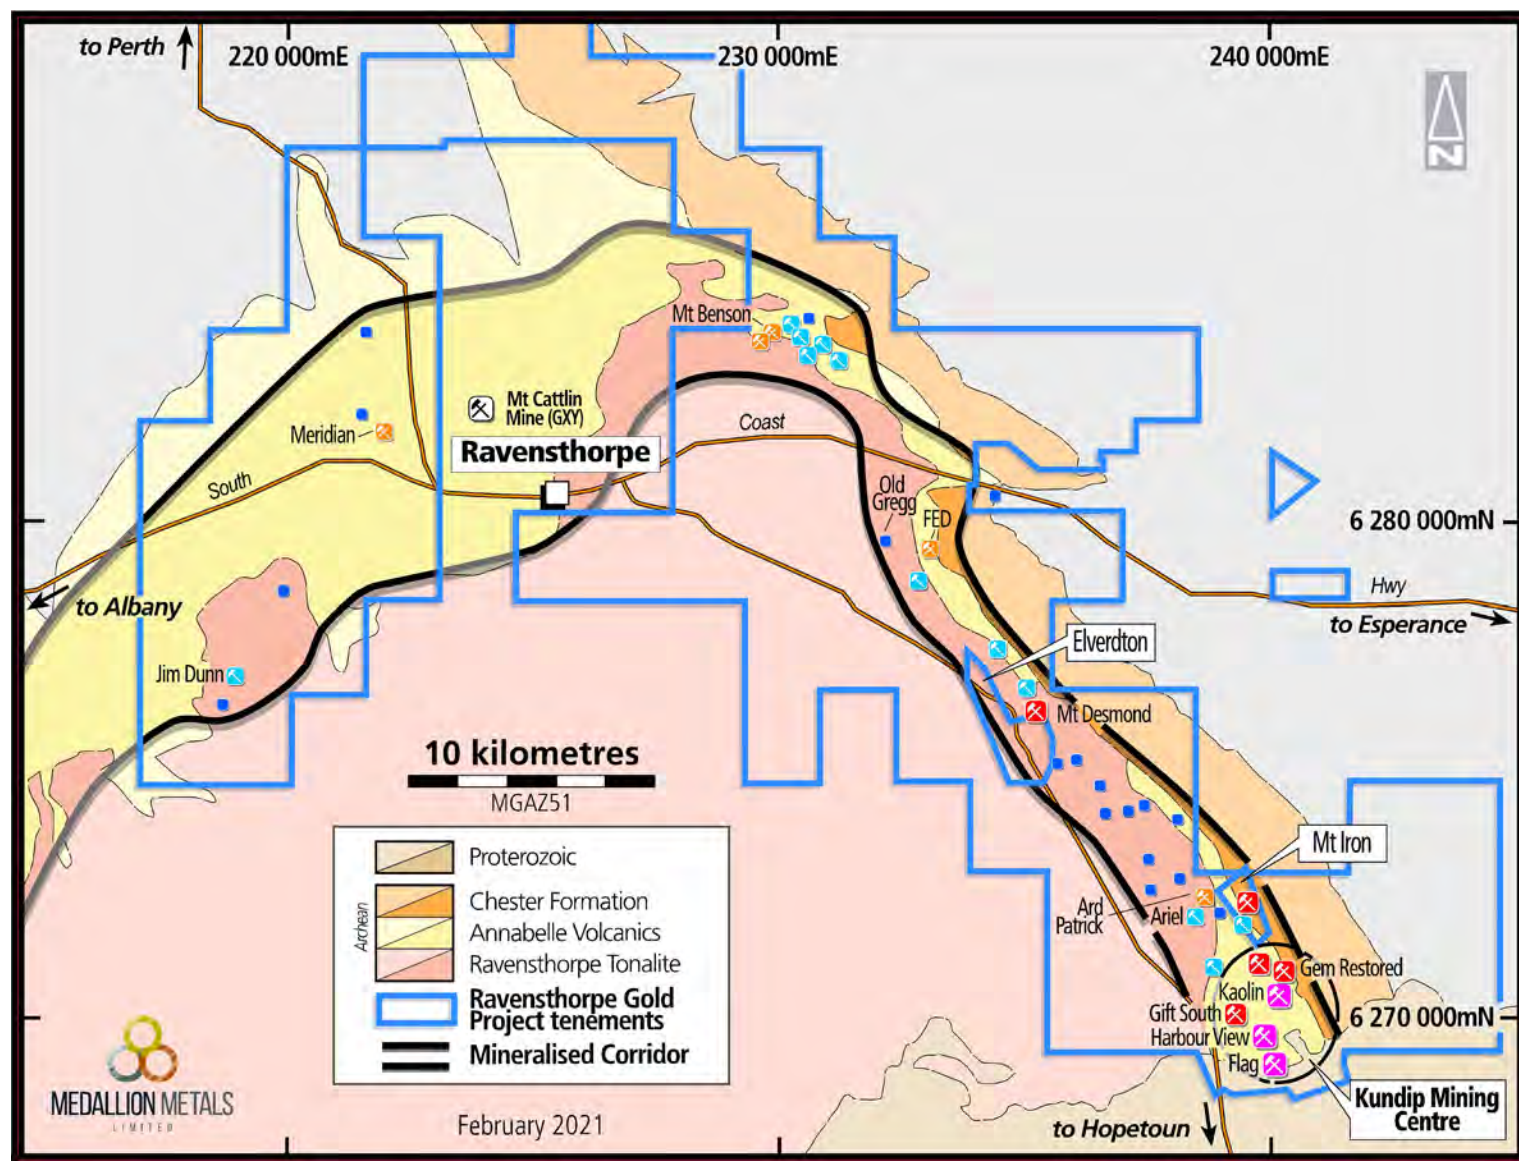 to Perth
220 000mE
230 000mE
240 000mE
N
Mt Benson
Mt Cattlin
Mine (GXY)
Meridian
Ravensthorpe
Coast
South
Old
Gregg
FED
6 280 000mN
Hwy
to Albany
to Esperance
Elverdton
Jim Dunn
Mt Desmond
10 kilometres
MGAZ51
Mt Iron
Proterozoic
Archean
Chester Formation
Annabelle Volcanics
Ravensthorpe Tonalite
Ravensthorpe Gold
Project tenements
Mineralised Corridor
Ard
Patrick
Ariel
Gem Restored
Kaolin
Gift South
6 270 000mN
Harbour View
Flag
Kundip Mining
Centre
MEDALLION METALS
LIMITED
February 2021
to Hopetoun